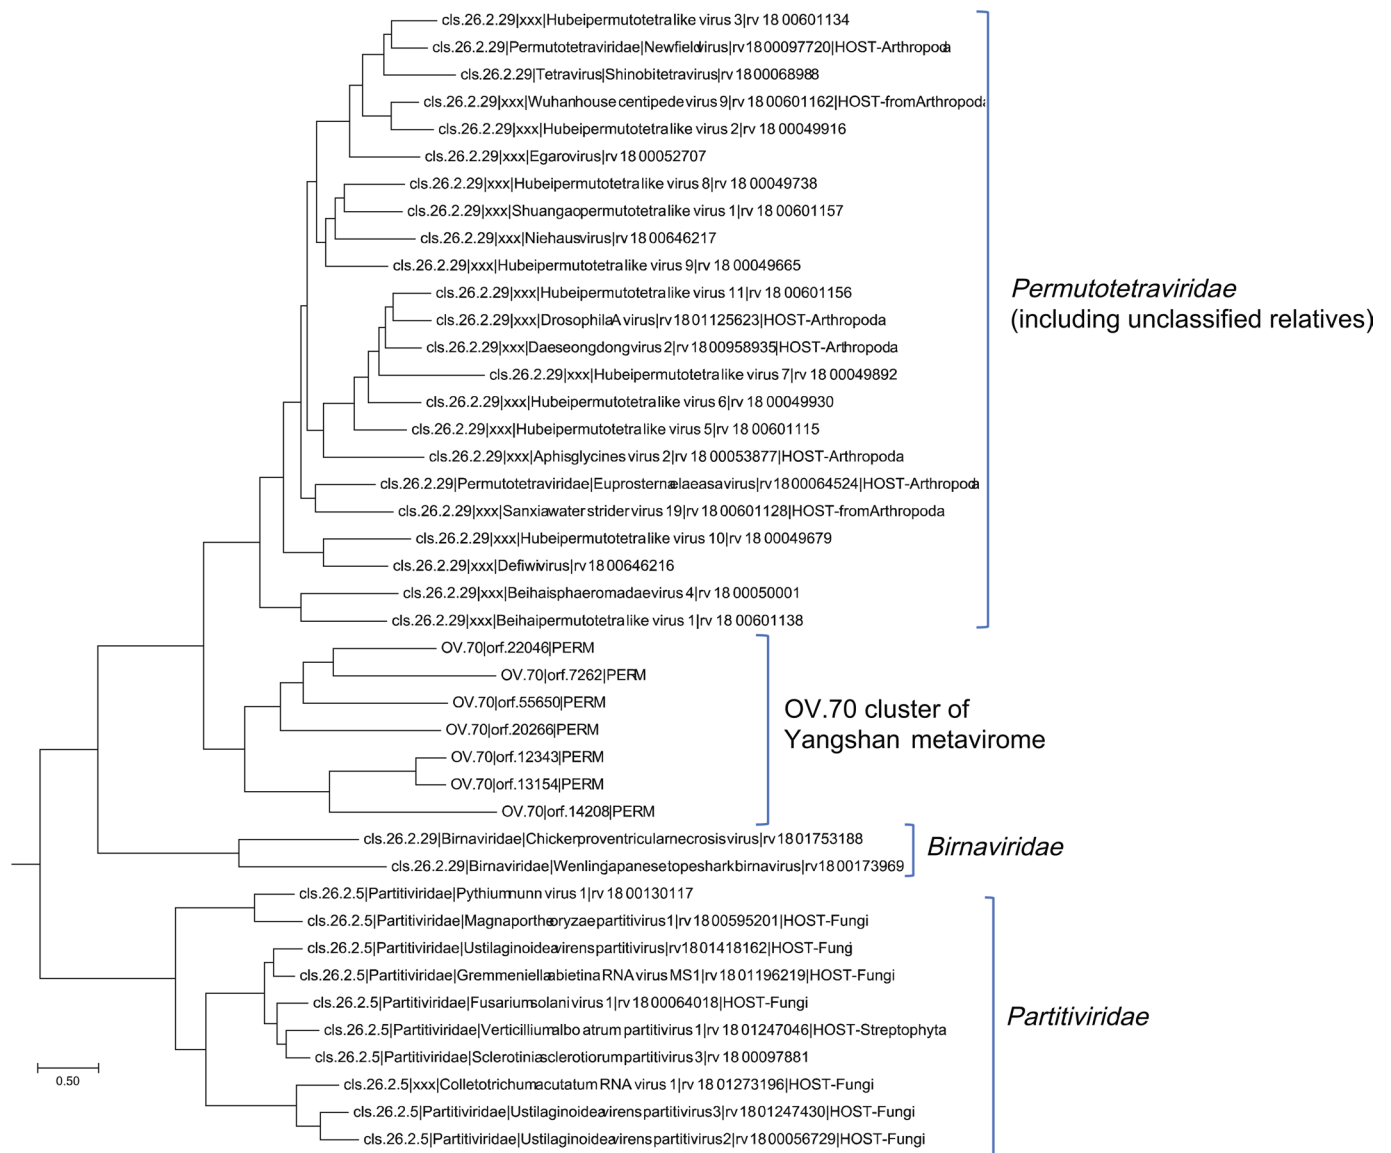 cls.26.2.29|xxx|Hubeipermutotetralike virus 3|rv 18 00601134
cls.26.2.29|Permutotetraviridae|Newfieldvirus|rv1800097720|HOST-Arthropoda
cls.26.2.29|Tetravirus|Shinobitetravirus|rv 1800068988
cls.26.2.29|xxx|Wuhanhouse centipede virus 9|rv 18 00601162|HOST-fromArthropoda
cls.26.2.29|xxx|Hubeipermutotetralike virus 2|rv 18 00049916
cls.26.2.29|xxx|Egarovirus|rv 18 00052707
cls.26.2.29|xxx|Hubeipermutotetralike virus 8|rv 18 00049738
cls.26.2.29|xxx|Shuangaopermutotetralike virus 1|rv 18 00601157
cls.26.2.29|xxx|Niehausvirus|rv 18 00646217
cls.26.2.29|xxx|Hubeipermutotetralike virus 9|rv 18 00049665
cls.26.2.29|xxx|Hubeipermutotetralike virus 11|rv 18 00601156
cls.26.2.29|xxx|DrosophilaA virus|rv 18 01125623|HOST-Arthropoda
cls.26.2.29|xxx|Daeseongdongvirus 2|rv 18 00958935|HOST-Arthropoda
cls.26.2.29|xxx|Hubeipermutotetralike virus 7|rv 18 00049892
cls.26.2.29|xxx|Hubeipermutotetralike virus 6|rv 18 00049930
Permutotetraviridae
(including unclassified relatives)
cls.26.2.29|xxx|Hubeipermutotetralike virus 5|rv 18 00601115
cls.26.2.29|xxx|Aphisglycines virus 2|rv 18 00053877|HOST-Arthropoda
cls.26.2.29|Permutotetraviridae|Euprosternaelaeasavirus|rv1800064524|HOST-Arthropoda
cls.26.2.29|xxx|Sanxiawater strider virus 19|rv 18 00601128|HOST-fromArthropoda
cls.26.2.29|xxx|Hubeipermutotetralike virus 10|rv 18 00049679
cls.26.2.29|xxx|Defiwivirus|rv 18 00646216
cls.26.2.29|xxx|Beihaisphaeromadaevirus 4|rv 18 00050001
cls.26.2.29|xxx|Beihaipermutotetralike virus 1|rv 18 00601138
OV.70|orf.22046|PERM
OV.70|orf.7262|PERM
OV.70|orf.55650|PERM
OV.70|orf.20266|PERM
OV.70|orf.12343|PERM
OV.70|orf.13154|PERM
OV.70|orf.14208|PERM
OV.70 cluster of
Yangshan metavirome
cls.26.2.29|Birnaviridae|Chickenproventricularnecrosisvirus|rv 18 01753188
cls.26.2.29|Birnaviridae|Wenlingjapanesetopesharkbirnavirus|rv18 00173969
Birnaviridae
cls.26.2.5|Partitiviridae|Pythiumnunn virus 1|rv 18 00130117
cls.26.2.5|Partitiviridae|Magnaportheoryzaepartitivirus1|rv 18 00595201|HOST-Fungi
cls.26.2.5|Partitiviridae|Ustilaginoideavirenspartitivirus|rv1801418162|HOST-Fungi
cls.26.2.5|Partitiviridae|GremmeniellaabietinaRNA virus MS1|rv 18 01196219|HOST-Fungi
cls.26.2.5|Partitiviridae|Fusariumsolani virus 1|rv 18 00064018|HOST-Fungi
cls.26.2.5|Partitiviridae|Verticilliumalbo atrum partitivirus 1|rv 18 01247046|HOST-Streptophyta
cls.26.2.5|Partitiviridae|Sclerotiniasclerotiorumpartitivirus3|rv 18 00097881
cls.26.2.5|xxx|Colletotrichumacutatum RNA virus 1|rv 18 01273196|HOST-Fungi
cls.26.2.5|Partitiviridae|Ustilaginoideavirenspartitivirus3|rv 18 01247430|HOST-Fungi
cls.26.2.5|Partitiviridae|Ustilaginoideavirenspartitivirus2|rv 18 00056729|HOST-Fungi
Partitiviridae
0.50